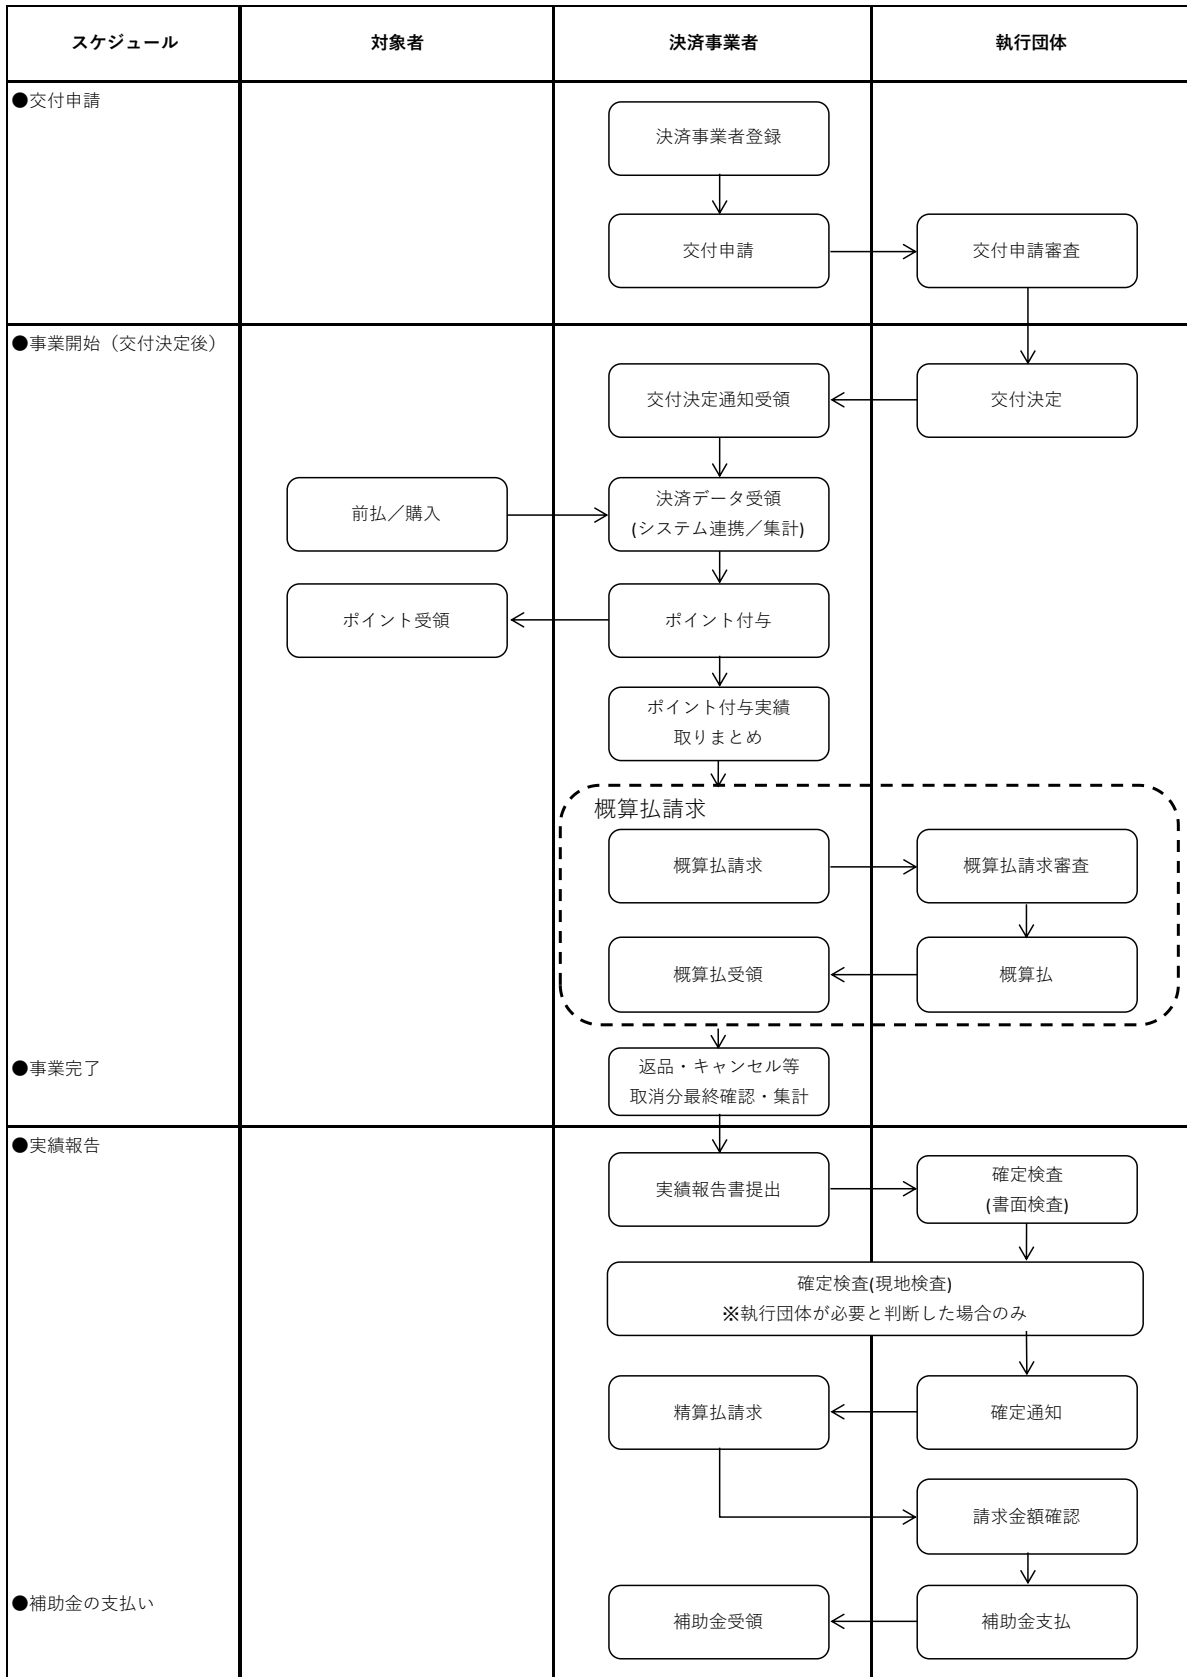 スケジュール
対象者
決済事業者
執行団体
●交付申請
決済事業者登録
交付申請
交付申請審査
●事業開始（交付決定後）
交付決定通知受領
交付決定
前払／購入
決済データ受領
(システム連携／集計)
ポイント受領
ポイント付与
ポイント付与実績
取りまとめ
概算払請求
概算払請求
概算払請求審査
概算払受領
概算払
●事業完了
返品・キャンセル等
取消分最終確認・集計
●実績報告
実績報告書提出
確定検査
(書面検査)
確定検査(現地検査)
※執行団体が必要と判断した場合のみ
精算払請求
確定通知
請求金額確認
●補助金の支払い
補助金受領
補助金支払